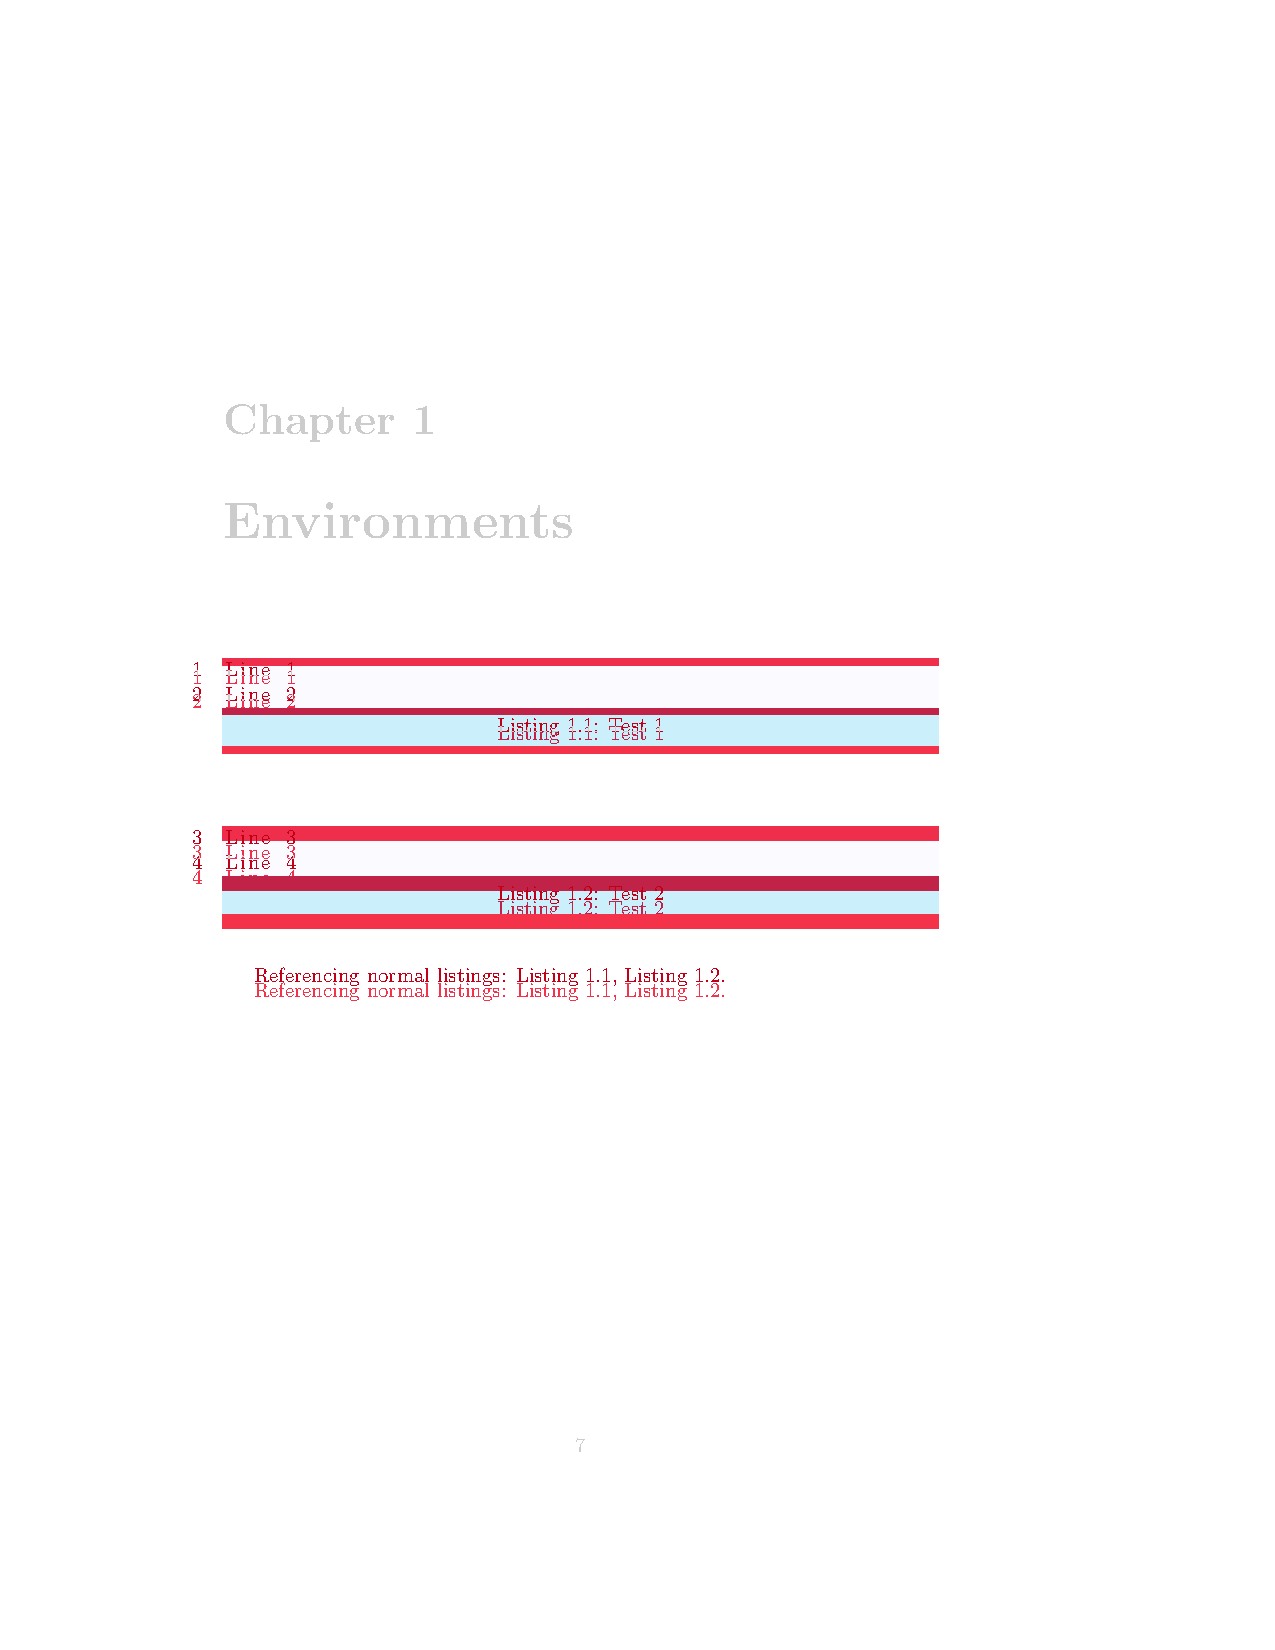 Chapter 1
Environments
1 Line 1
1 Line 1
2 Line 2
2 Line 2
Listing 1.1: Test 1
Listing 1.1: Test 1
3 Line 3
3 Line 3
4 Line 4
4 Line 4
Listing 1.2: Test 2
Listing 1.2: Test 2
Referencing normal listings: Listing 1.1, Listing 1.2.
Referencing normal listings: Listing 1.1, Listing 1.2.
7